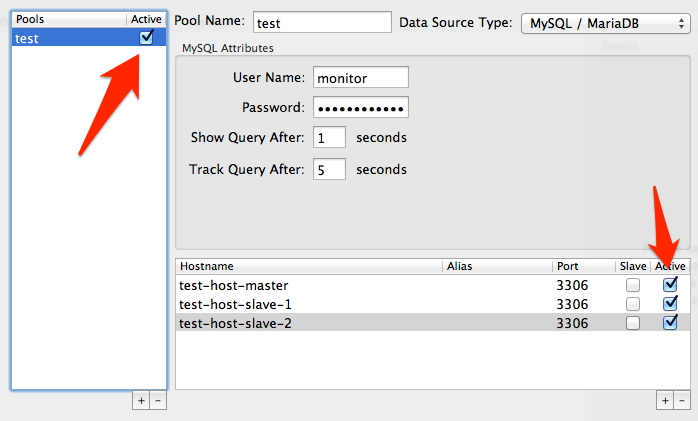 Pools Active
test
Pool Name: test Data Source Type: MySQL / MariaDB
MySQL Attributes
User Name: monitor
Password: ••••••••••••
Show Query After: 1 seconds
Track Query After: 5 seconds
Hostname Alias Port Slave Active
test-host-master 3306
test-host-slave-1 3306
test-host-slave-2 3306
+ -
+ -